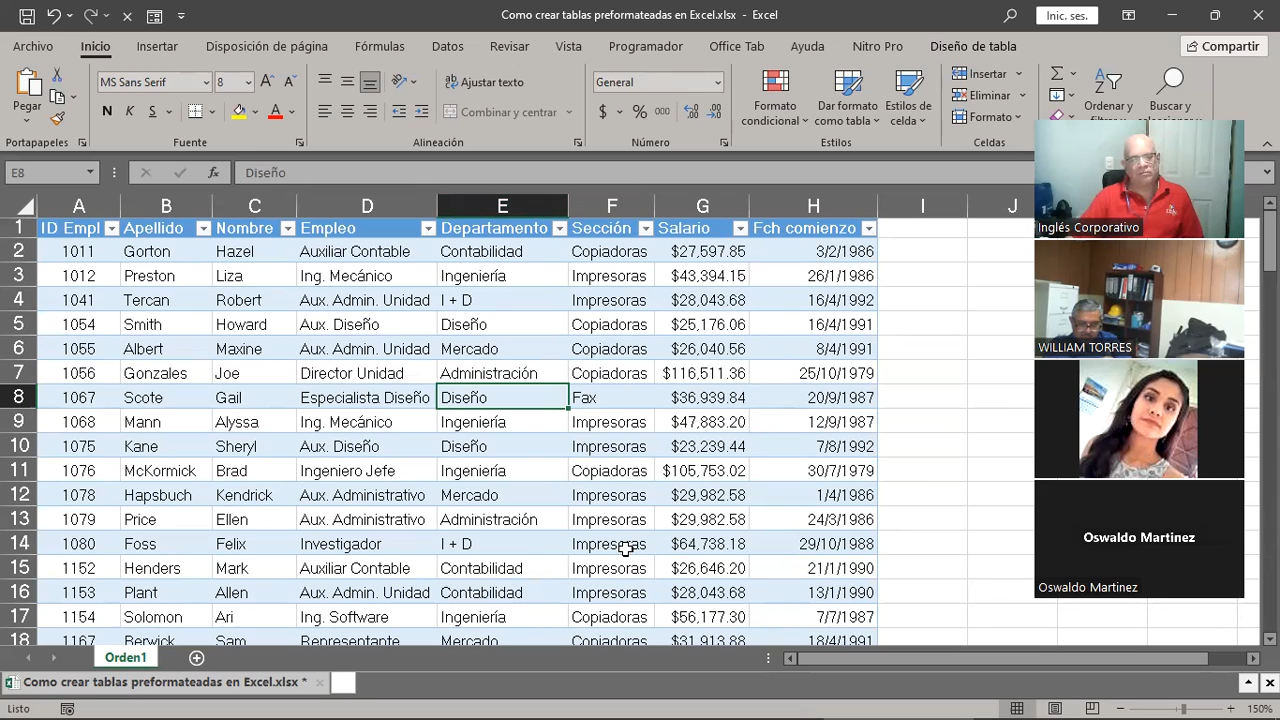 Como crear tablas preformateadas en Excel.xlsx - Excel
Inic. ses.
Archivo Inicio Insertar Disposición de página Fórmulas Datos Revisar Vista Programador Office Tab Ayuda Nitro Pro Diseño de tabla Compartir
Pegar
MS Sans Serif 8
N K S
Ajustar texto
Combinar y centrar
General
$ % 000
Formato condicional
Dar formato como tabla
Estilos de celda
Insertar
Eliminar
Formato
Ordenar y
Buscar y
Portapapeles Fuente Alineación Número Estilos Celdas
E8 fx Diseño
A B C D E F G H I J
1 ID Empl Apellido Nombre Empleo Departamento Sección Salario Fch comienzo
2 1011 Gorton Hazel Auxiliar Contable Contabilidad Copiadoras $27,597.85 3/2/1986
3 1012 Preston Liza Ing. Mecánico Ingeniería Impresoras $43,394.15 26/1/1986
4 1041 Tercan Robert Aux. Admin. Unidad I + D Impresoras $28,043.68 16/4/1992
5 1054 Smith Howard Aux. Diseño Diseño Copiadoras $25,176.06 16/4/1991
6 1055 Albert Maxine Aux. Admin. Unidad Mercado Copiadoras $26,040.56 8/4/1991
7 1056 Gonzales Joe Director Unidad Administración Copiadoras $116,511.36 25/10/1979
8 1067 Scote Gail Especialista Diseño Diseño Fax $36,939.84 20/9/1987
9 1068 Mann Alyssa Ing. Mecánico Ingeniería Impresoras $47,883.20 12/9/1987
10 1075 Kane Sheryl Aux. Diseño Diseño Impresoras $23,239.44 7/8/1992
11 1076 McKormick Brad Ingeniero Jefe Ingeniería Copiadoras $105,753.02 30/7/1979
12 1078 Hapsbuch Kendrick Aux. Administrativo Mercado Impresoras $29,982.58 1/4/1986
13 1079 Price Ellen Aux. Administrativo Administración Impresoras $29,982.58 24/3/1986
14 1080 Foss Felix Investigador I + D Impresoras $64,738.18 29/10/1988
15 1152 Henders Mark Auxiliar Contable Contabilidad Impresoras $26,646.20 21/1/1990
16 1153 Plant Allen Aux. Admin. Unidad Contabilidad Impresoras $28,043.68 13/1/1990
17 1154 Solomon Ari Ing. Software Ingeniería Copiadoras $56,177.30 7/7/1987
18 1167 Berwick Sam Representante Mercado Copiadoras $31,913.88 18/4/1991
Inglés Corporativo
WILLIAM TORRES
Oswaldo Martinez
Oswaldo Martinez
Orden1
Como crear tablas preformateadas en Excel.xlsx *
Listo 150%